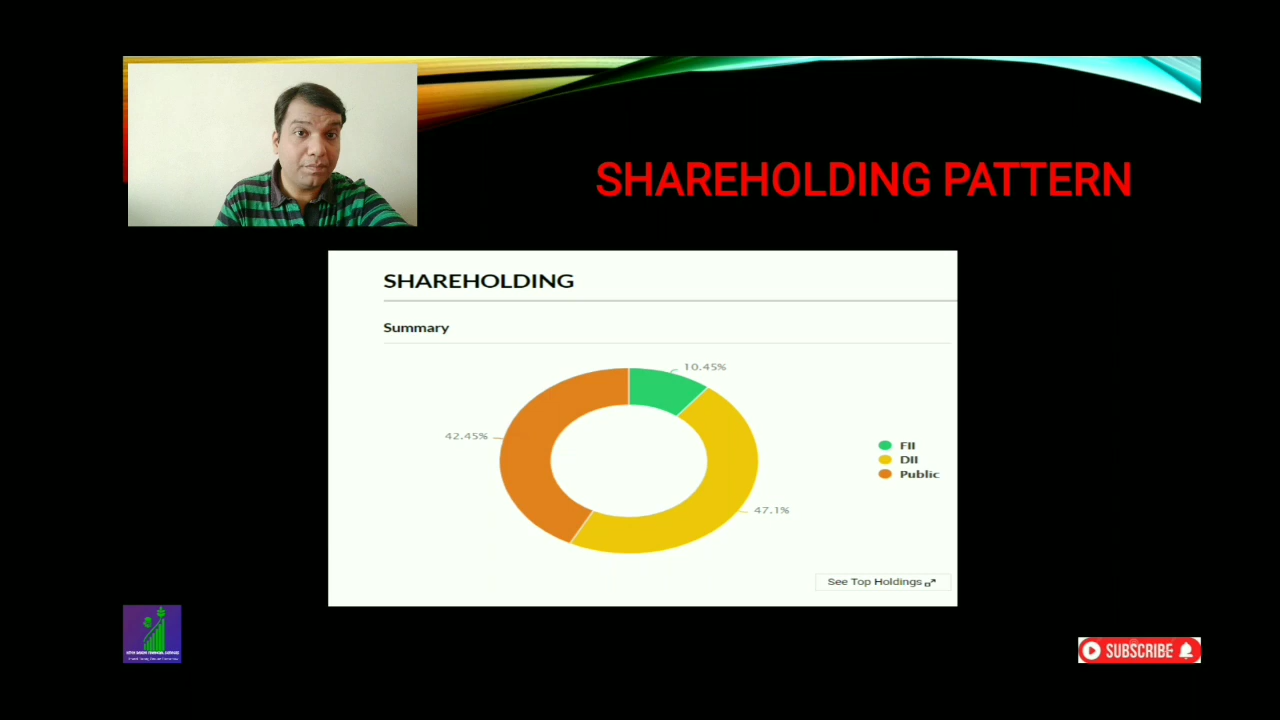 SHAREHOLDING PATTERN
SHAREHOLDING
Summary
10.45%
42.45%
FII
DII
Public
47.1%
See Top Holdings
SUBSCRIBE